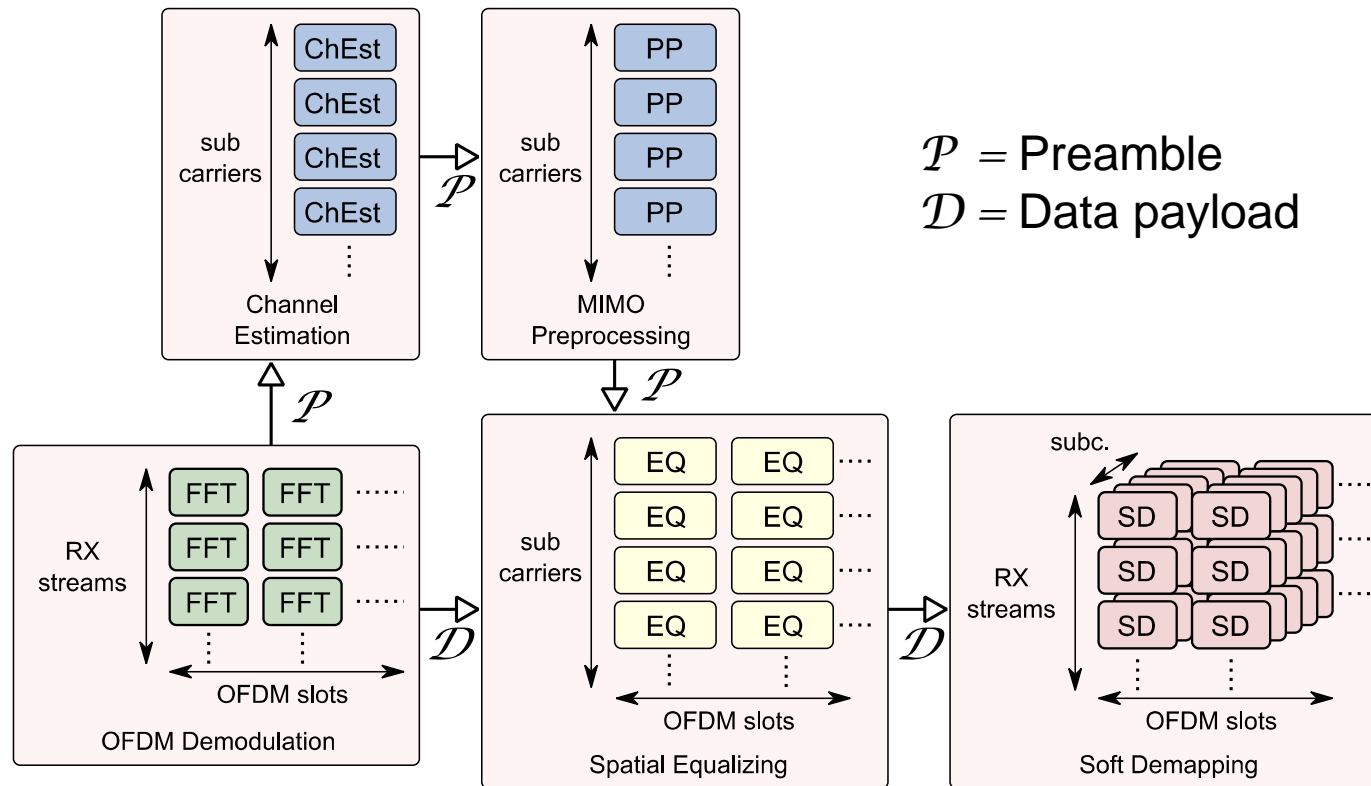 ChEst
ChEst
ChEst
ChEst
sub
carriers
Channel
Estimation
𝒫
PP
PP
PP
PP
sub
carriers
MIMO
Preprocessing
𝒫 = Preamble
𝒟 = Data payload
𝒫
𝒫
FFT FFT
FFT FFT
FFT FFT
RX
streams
OFDM slots
OFDM Demodulation
𝒟
EQ EQ
EQ EQ
EQ EQ
EQ EQ
sub
carriers
OFDM slots
Spatial Equalizing
𝒟
subc.
SD SD
SD SD
SD SD
RX
streams
OFDM slots
Soft Demapping